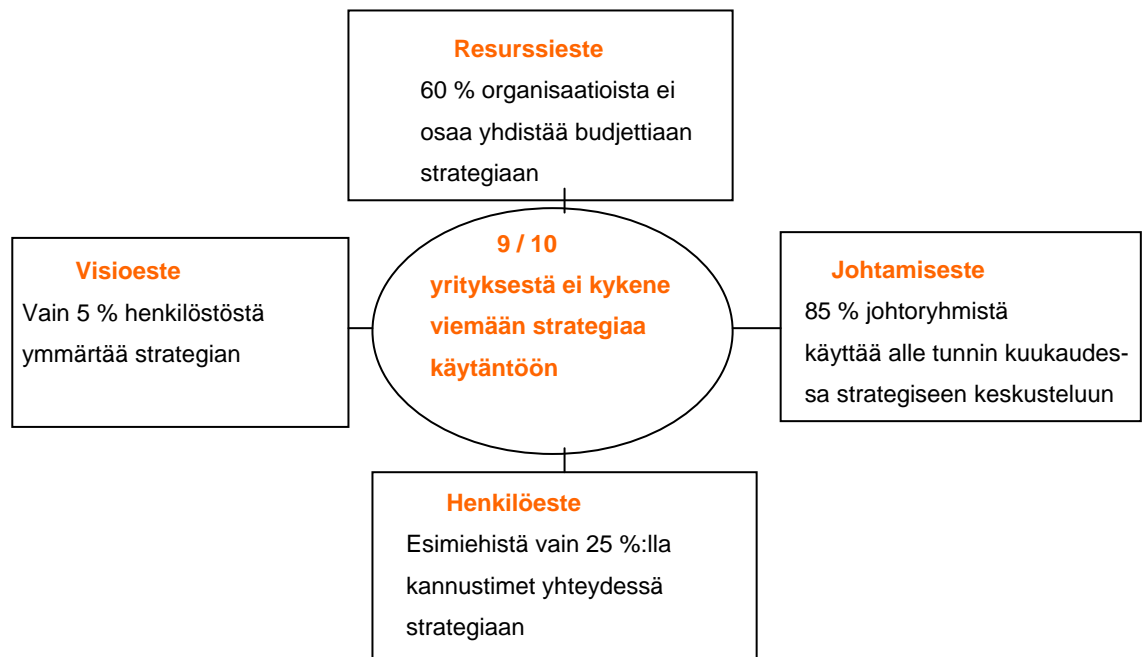 Resurssieste
60 % organisaatioista ei
osaa yhdistää budjettiaan
strategiaan
Visioeste
Vain 5 % henkilöstöstä
ymmärtää strategian
9 / 10
yrityksestä ei kykene
viemään strategiaa
käytäntöön
Johtamiseste
85 % johtoryhmistä
käyttää alle tunnin kuukaudes-
sa strategiseen keskusteluun
Henkilöeste
Esimiehistä vain 25 %:lla
kannustimet yhteydessä
strategiaan